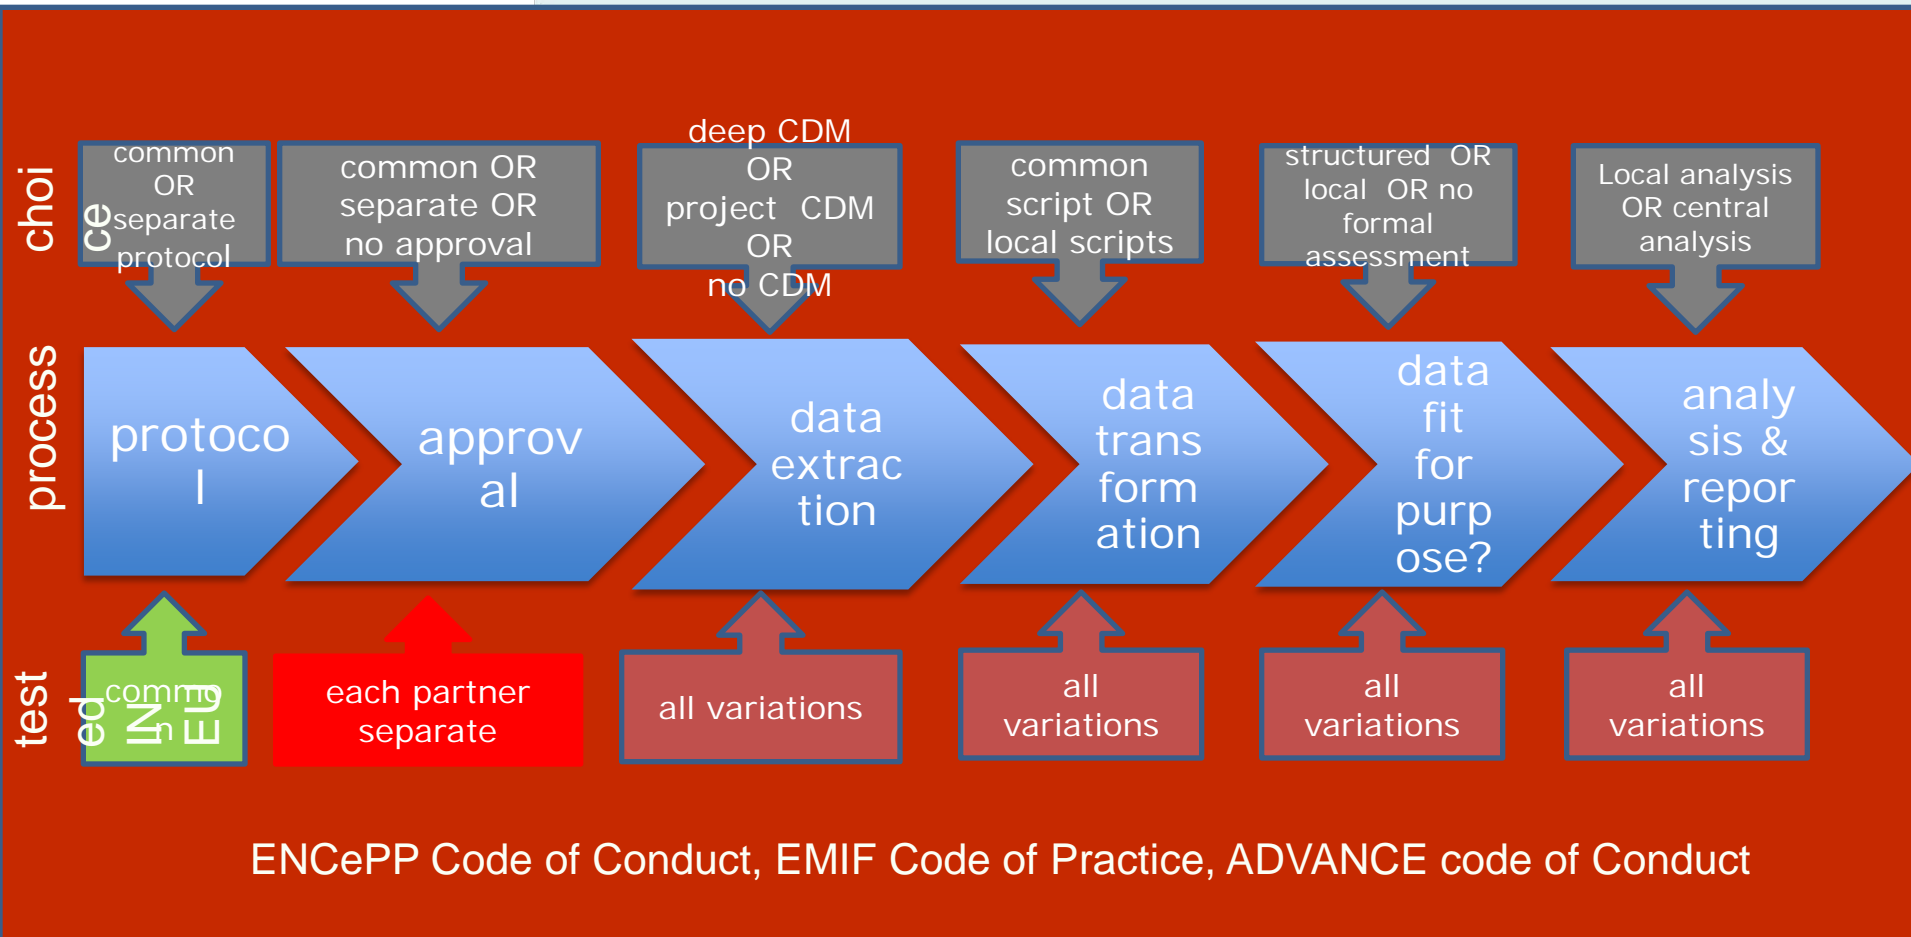 choi
ce
common
OR
separate
protocol
common OR
separate OR
no approval
deep CDM
OR
project CDM
OR
no CDM
common
script OR
local scripts
structured OR
local OR no
formal
assessment
Local analysis
OR central
analysis
process
protoco
l
approv
al
data
extrac
tion
data
trans
form
ation
data
fit
for
purp
ose?
analy
sis &
repor
ting
test
ed
IN
EU
commo
n
each partner
separate
all variations
all
variations
all
variations
all
variations
ENCePP Code of Conduct, EMIF Code of Practice, ADVANCE code of Conduct